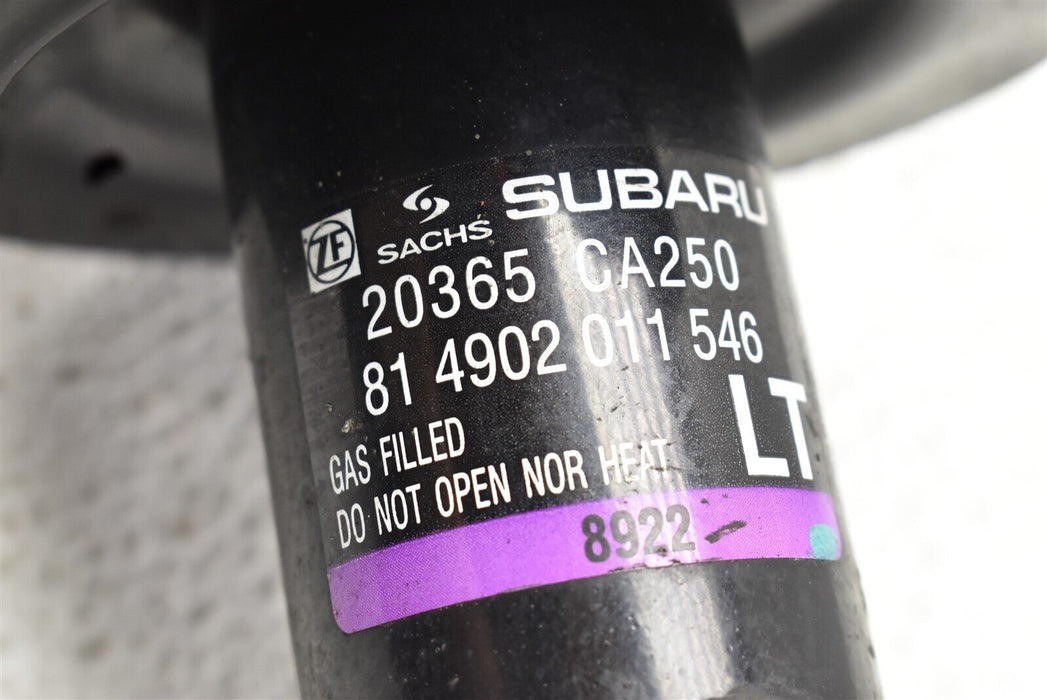 ZF SACHS SUBARU
20365 CA250
81 4902 011 546
LT
GAS FILLED
DO NOT OPEN NOR HEAT
8922